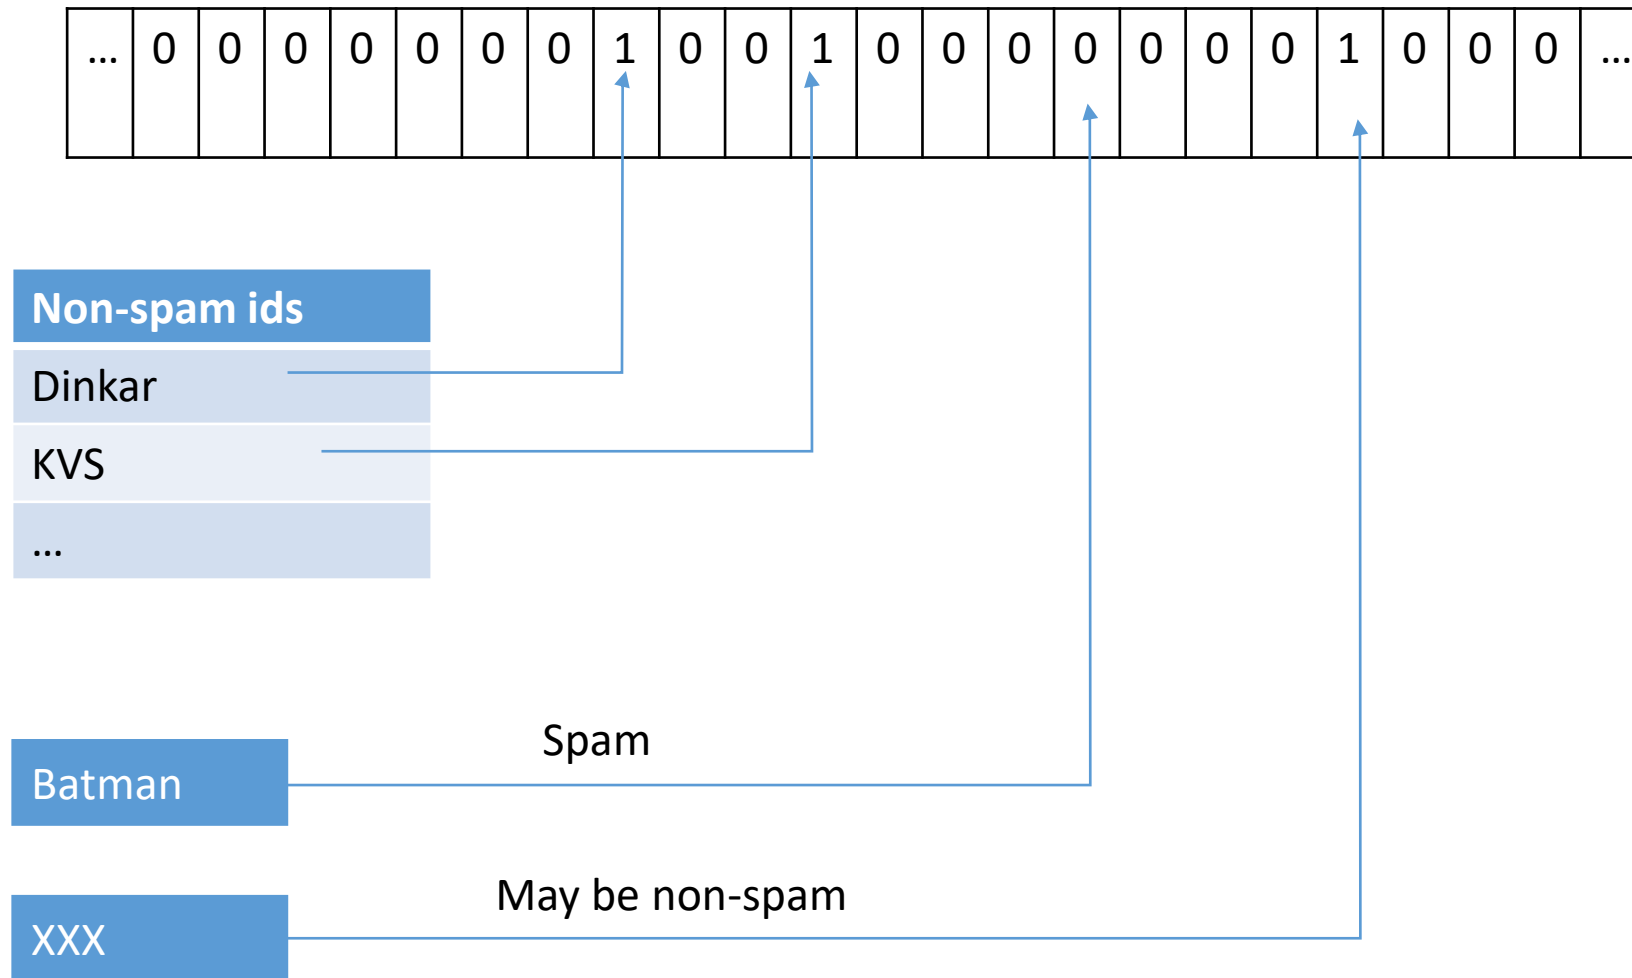 ... 0 0 0 0 0 0 0 1 0 0 1 0 0 0 0 0 0 0 1 0 0 0 ...
Non-spam ids
Dinkar
KVS
...
Spam
Batman
May be non-spam
XXX